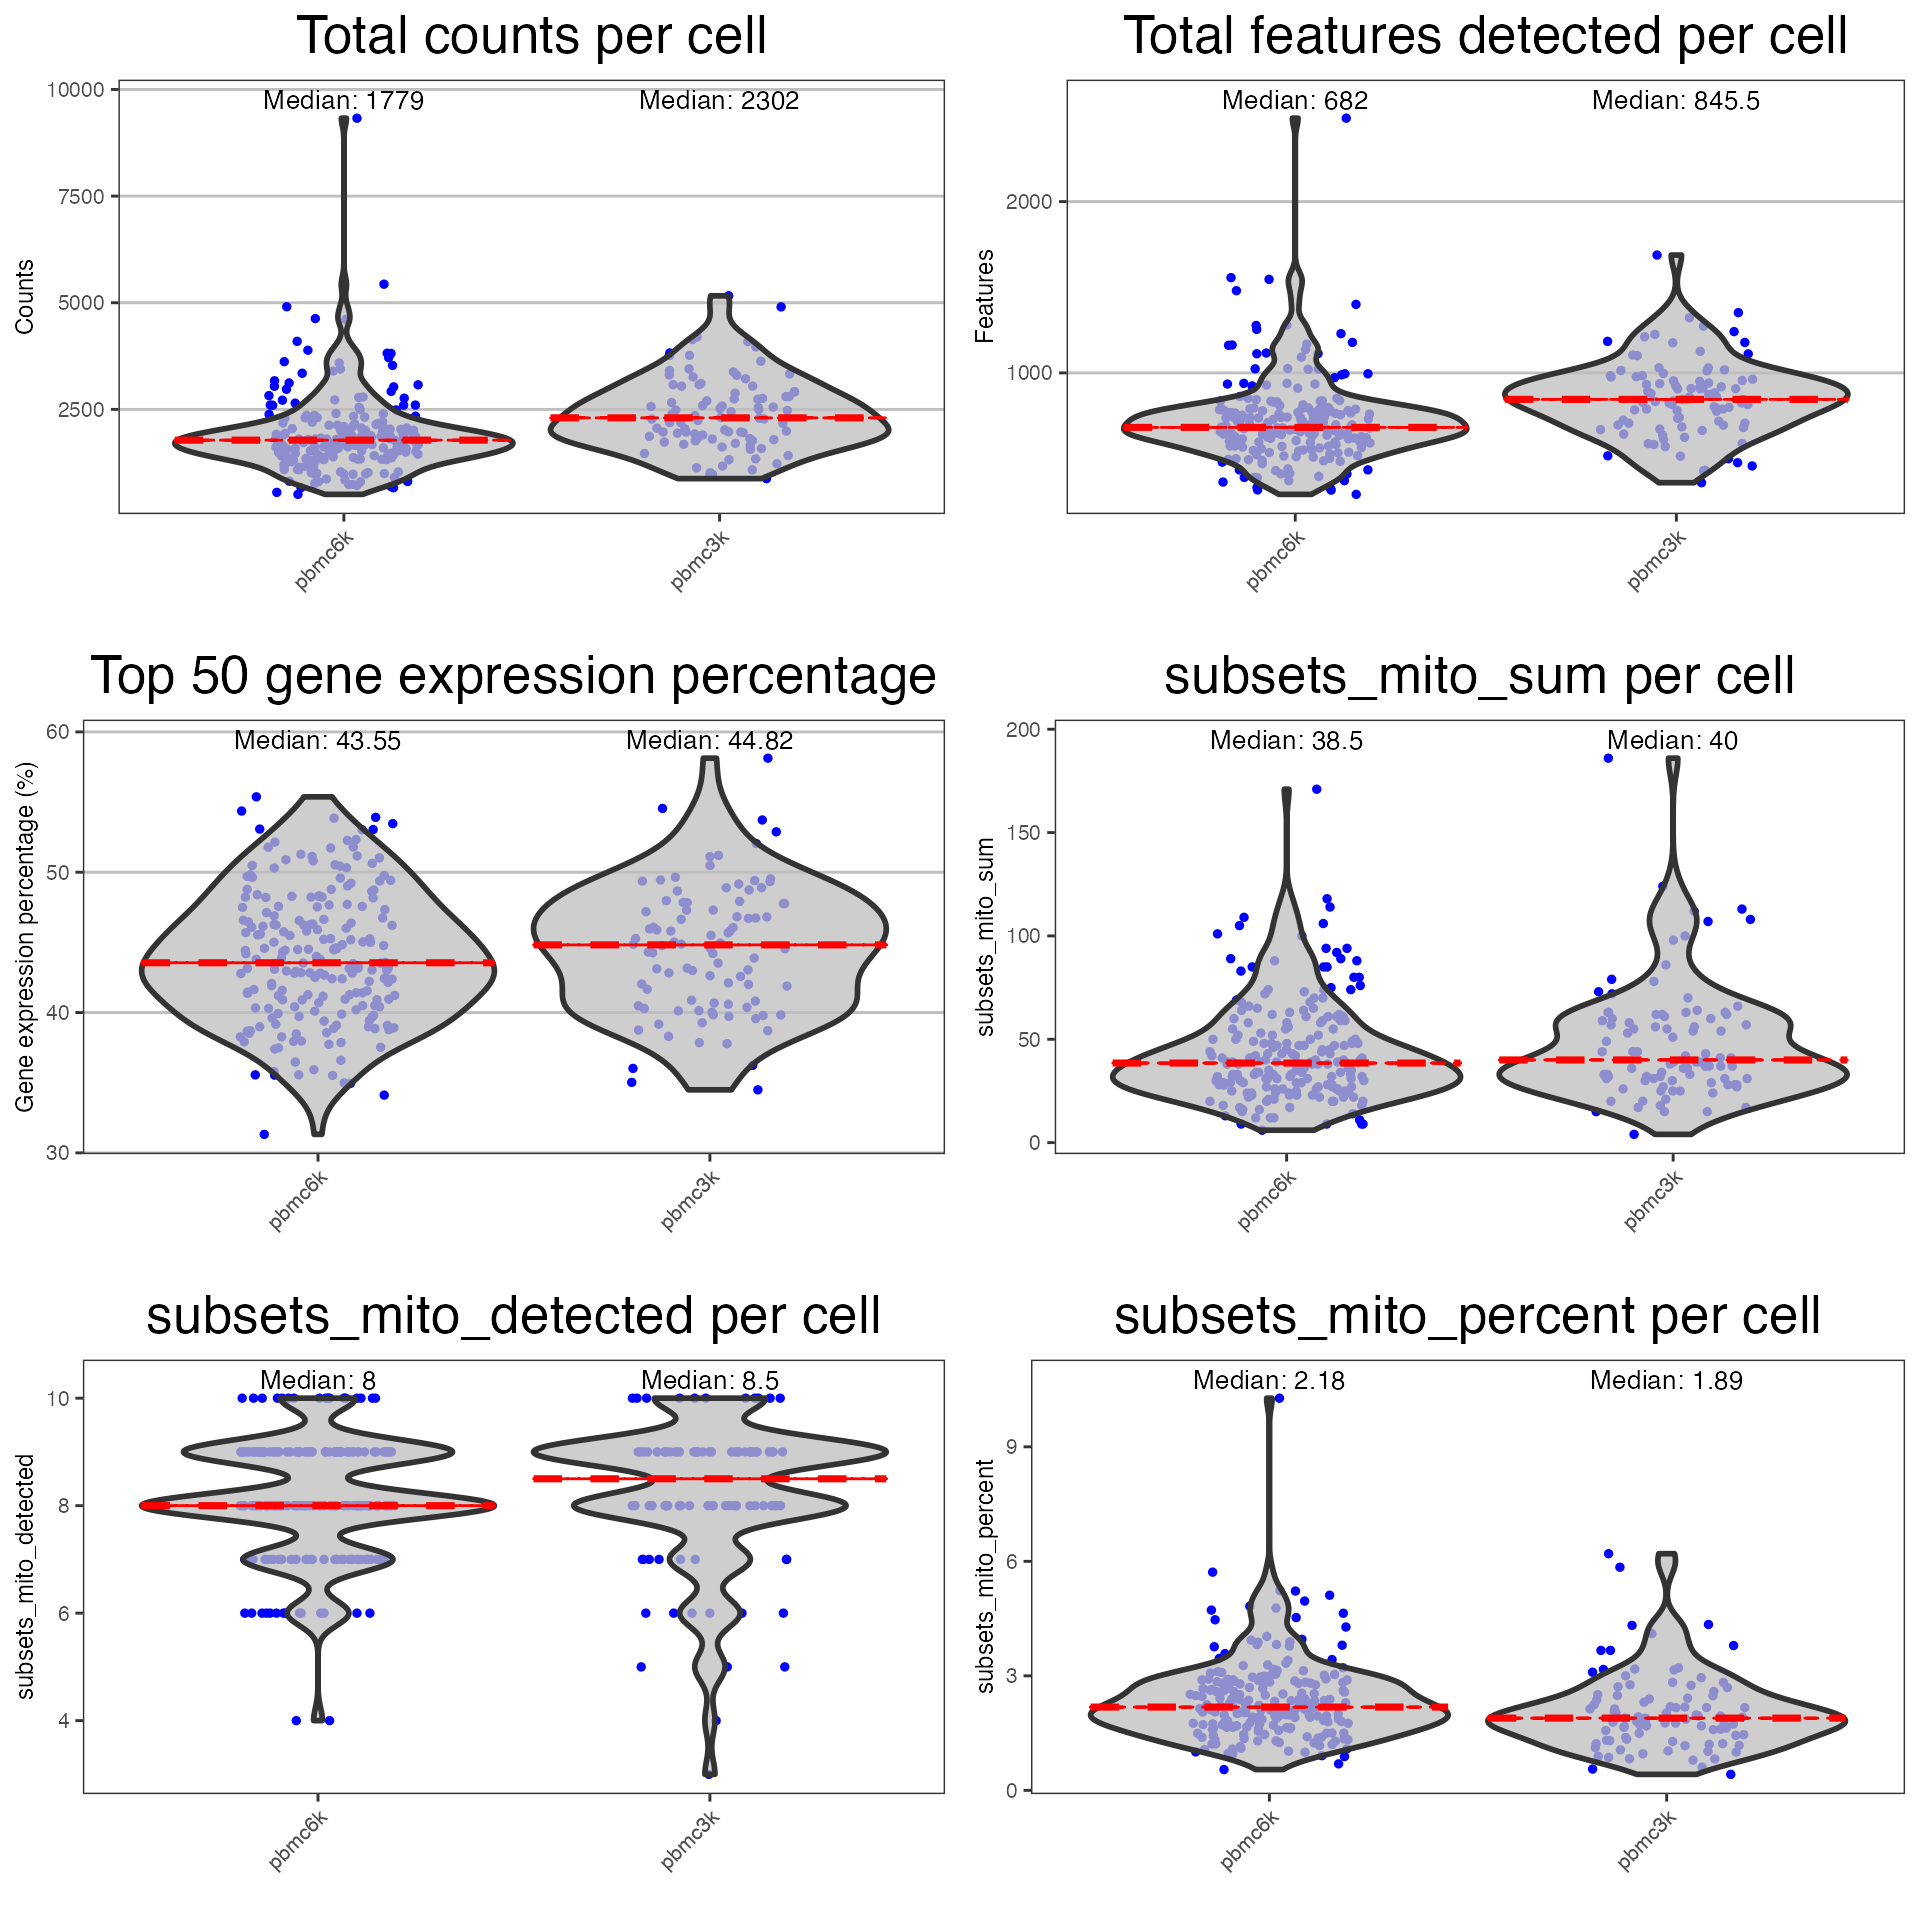 Total counts per cell
Counts
10000
7500
5000
2500
Median: 1779
Median: 2302
pbmc6k
pbmc3k
Total features detected per cell
Features
2000
1000
Median: 682
Median: 845.5
pbmc6k
pbmc3k
Top 50 gene expression percentage
Gene expression percentage (%)
60
50
40
30
Median: 43.55
Median: 44.82
pbmc6k
pbmc3k
subsets_mito_sum per cell
subsets_mito_sum
200
150
100
50
0
Median: 38.5
Median: 40
pbmc6k
pbmc3k
subsets_mito_detected per cell
subsets_mito_detected
10
8
6
4
Median: 8
Median: 8.5
pbmc6k
pbmc3k
subsets_mito_percent per cell
subsets_mito_percent
9
6
3
0
Median: 2.18
Median: 1.89
pbmc6k
pbmc3k